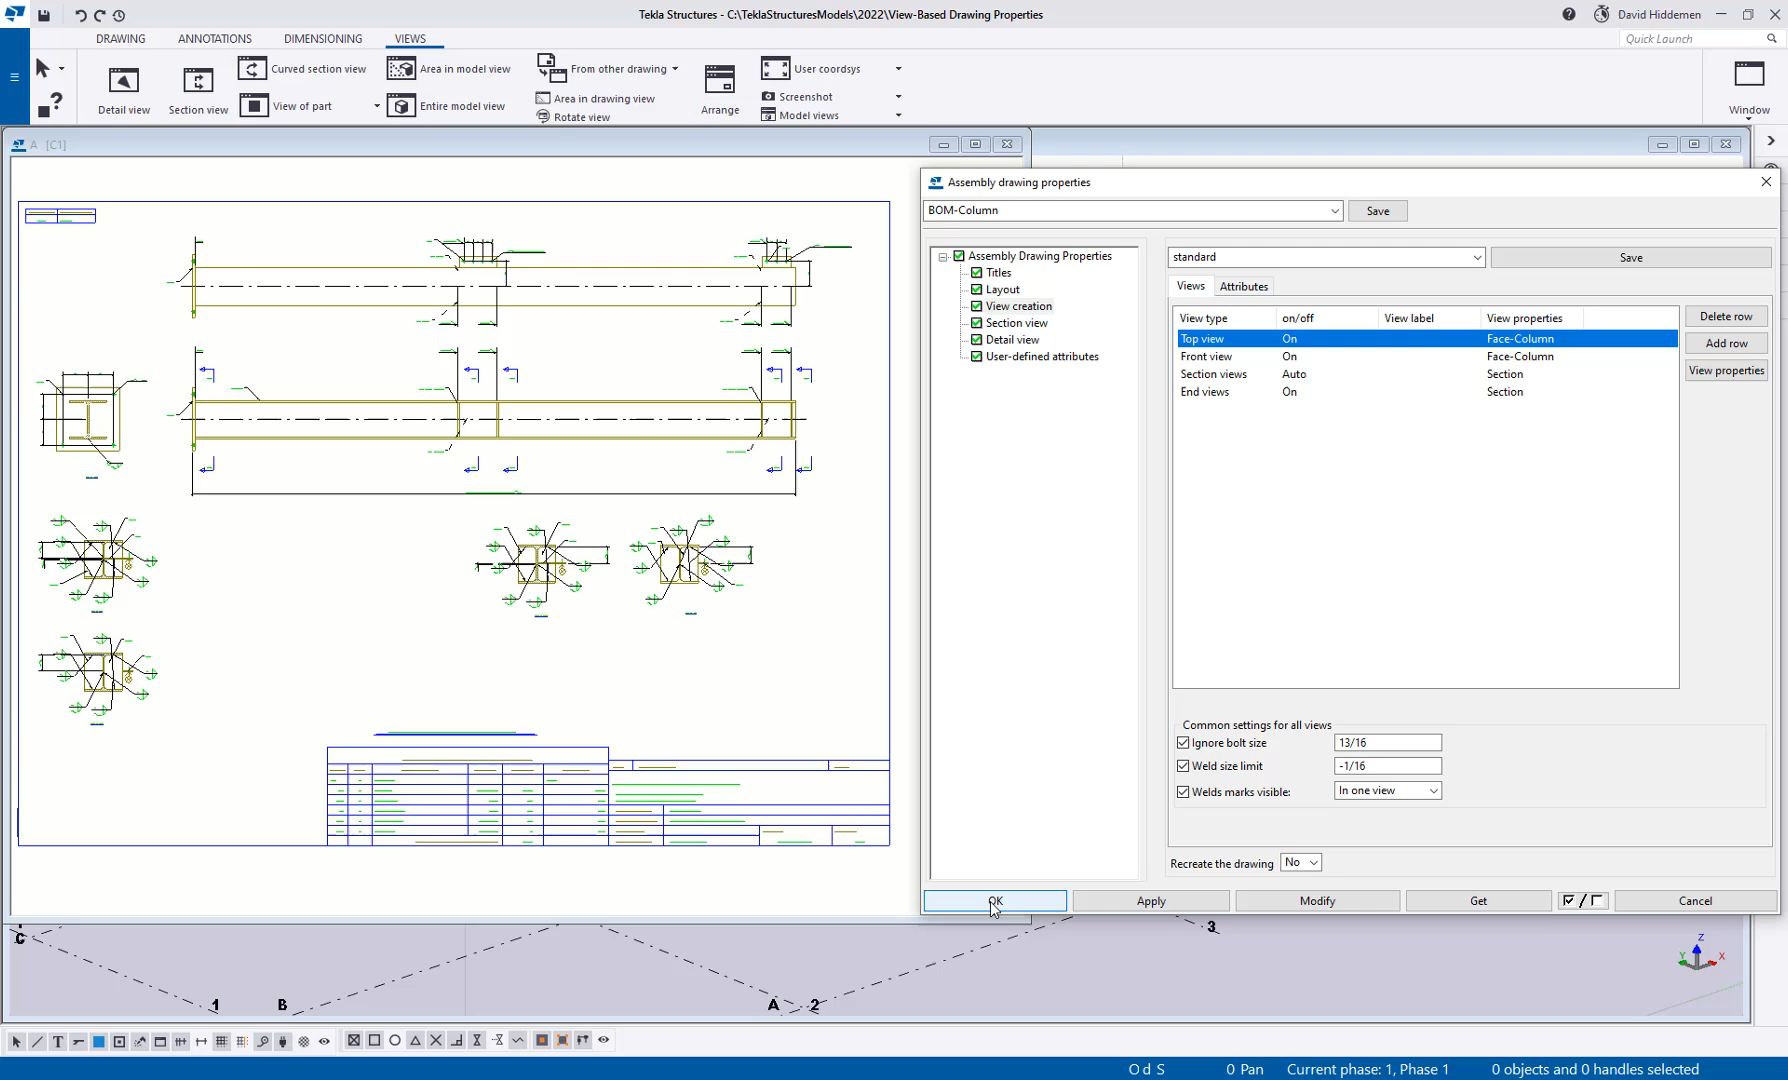 Tekla Structures - C:\TeklaStructuresModels\2022\View-Based Drawing Properties
David Hiddemen
DRAWING ANNOTATIONS DIMENSIONING VIEWS
Quick Launch
Detail view
Section view
Curved section view
View of part
Area in model view
Entire model view
From other drawing
Area in drawing view
Rotate view
Arrange
User coordsys
Screenshot
Model views
Window
A [C1]
Assembly drawing properties
BOM-Column
Save
Assembly Drawing Properties
Titles
Layout
View creation
Section view
Detail view
User-defined attributes
standard
Save
Views Attributes
View type on/off View label View properties
Top view On Face-Column
Front view On Face-Column
Section views Auto Section
End views On Section
Delete row
Add row
View properties
Common settings for all views
Ignore bolt size 13/16
Weld size limit -1/16
Welds marks visible: In one view
Recreate the drawing No
OK Apply Modify Get Cancel
C 1 B A 2 3
Z
Y X
O d S 0 Pan Current phase: 1, Phase 1 0 objects and 0 handles selected